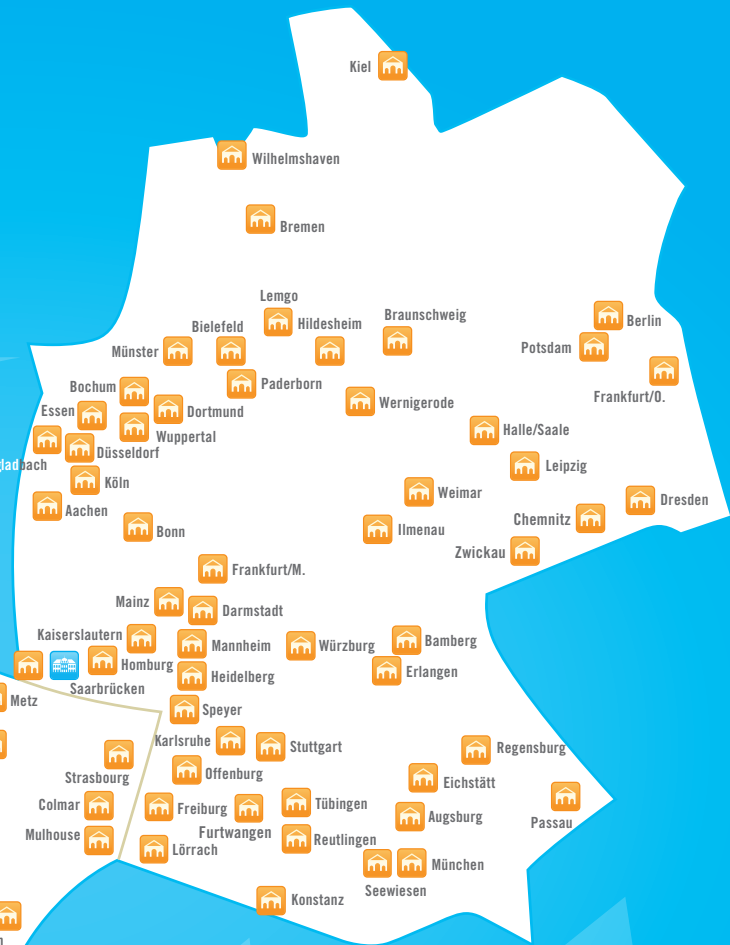 Kiel
Wilhelmshaven
Bremen
Lemgo
Hildesheim
Braunschweig
Bielefeld
Berlin
Münster
Potsdam
Bochum
Paderborn
Frankfurt/O.
Essen
Dortmund
Wernigerode
Wuppertal
Halle/Saale
Düsseldorf
gladbach
Leipzig
Köln
Weimar
Dresden
Aachen
Chemnitz
Bonn
Ilmenau
Zwickau
Frankfurt/M.
Mainz
Darmstadt
Kaiserslautern
Mannheim
Würzburg
Bamberg
Homburg
Heidelberg
Erlangen
Saarbrücken
Metz
Speyer
Karlsruhe
Stuttgart
Regensburg
Strasbourg
Offenburg
Eichstätt
Colmar
Freiburg
Tübingen
Augsburg
Passau
Mulhouse
Furtwangen
Reutlingen
Lörrach
München
Seewiesen
Konstanz